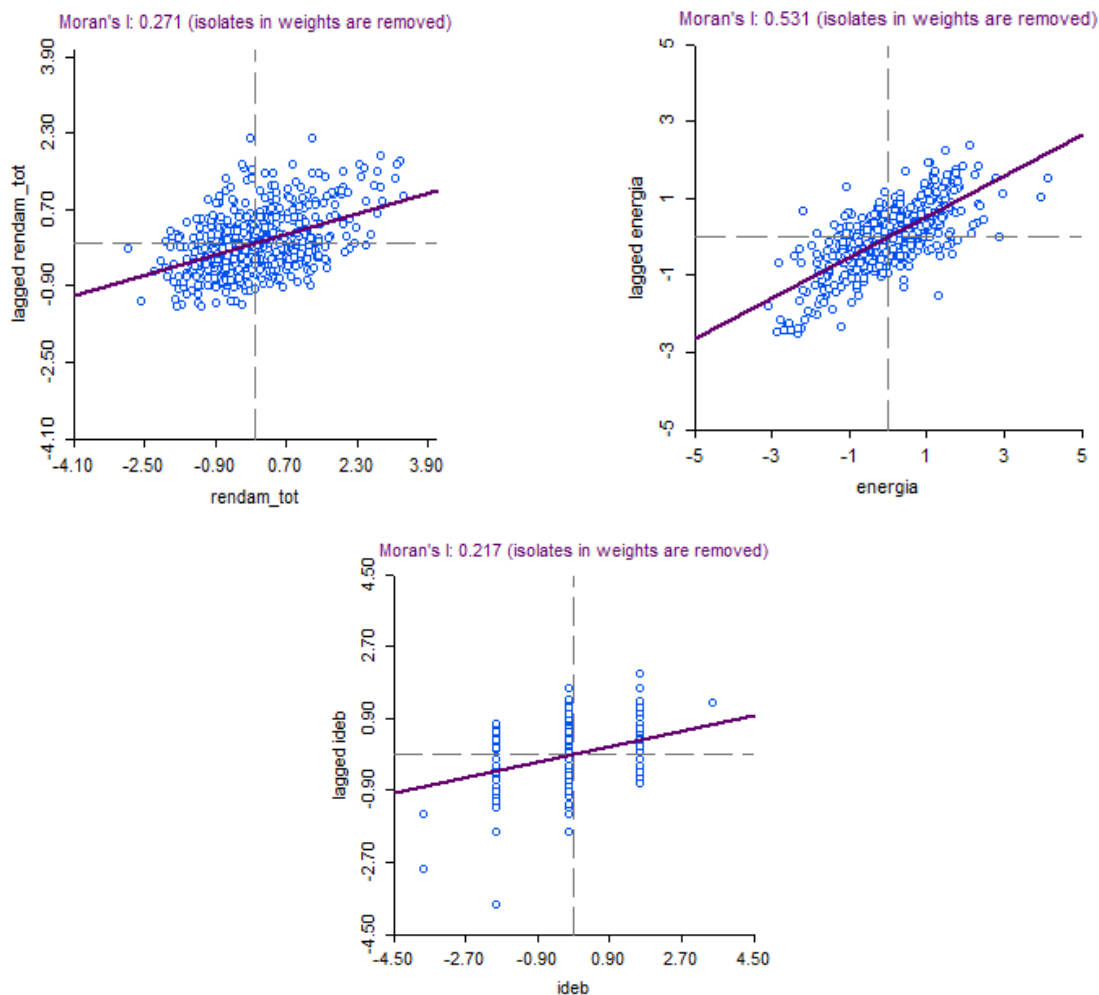 Moran's I: 0.271 (isolates in weights are removed)
3.90
2.30
0.70
-0.90
-2.50
-4.10
lagged rendam_tot
-4.10 -2.50 -0.90 0.70 2.30 3.90
rendam_tot
Moran's I: 0.531 (isolates in weights are removed)
5
3
1
-1
-3
-5
lagged energia
-5 -3 -1 1 3 5
energia
Moran's I: 0.217 (isolates in weights are removed)
4.50
2.70
0.90
-0.90
-2.70
-4.50
lagged ideb
-4.50 -2.70 -0.90 0.90 2.70 4.50
ideb